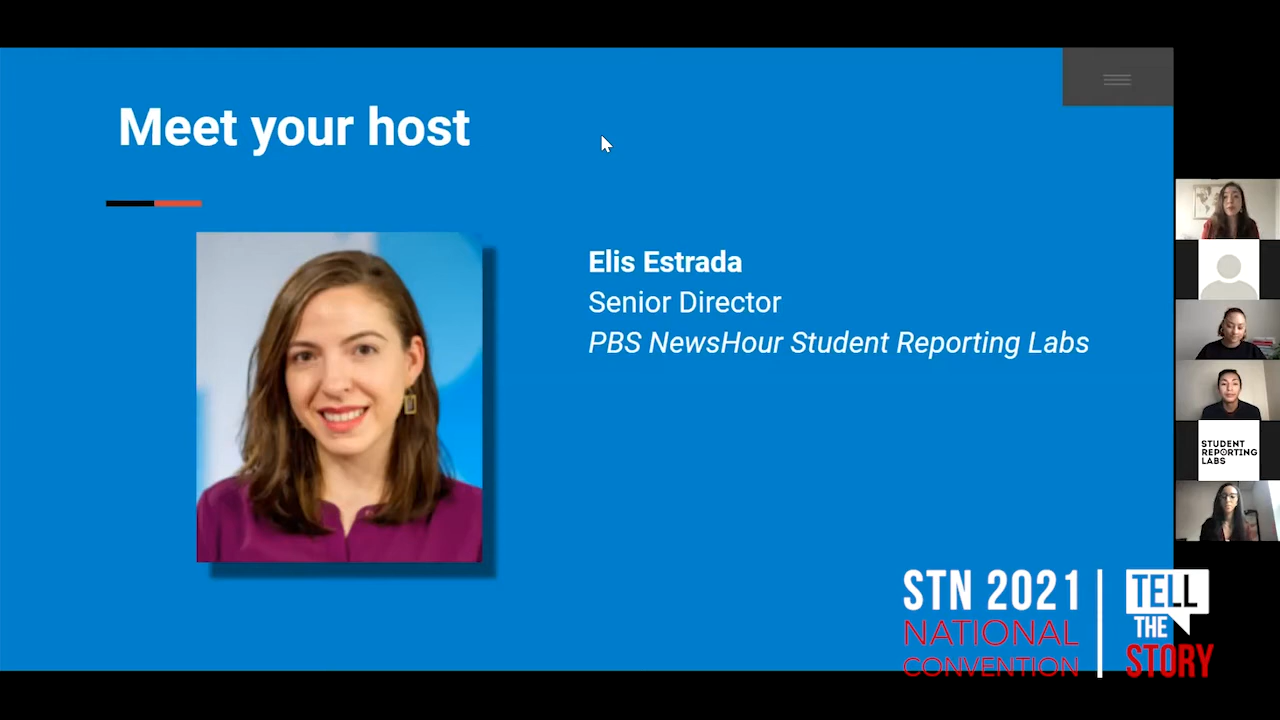 Meet your host
Elis Estrada
Senior Director
PBS NewsHour Student Reporting Labs
STUDENT
REPORTING
LABS
STN 2021
NATIONAL
CONVENTION
TELL
THE
STORY